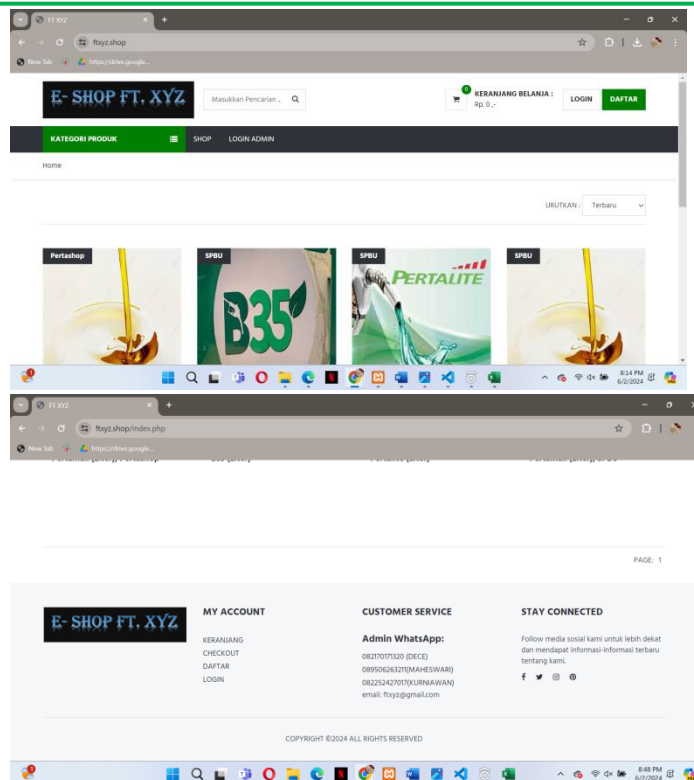 FT XYZ
ftxyz.shop
New Tab
https://drive.google...
E- SHOP FT. XYZ
Masukkan Pencarian ..
0
KERANJANG BELANJA :
Rp. 0 ,-
LOGIN
DAFTAR
KATEGORI PRODUK
SHOP
LOGIN ADMIN
Home
URUTKAN :
Terbaru
Pertashop
SPBU
B35
SPBU
PERTALITE
SPBU
8:14 PM
6/2/2024
FT XYZ
ftxyz.shop/index.php
New Tab
https://drive.google...
PAGE: 1
E- SHOP FT. XYZ
MY ACCOUNT
KERANJANG
CHECKOUT
DAFTAR
LOGIN
CUSTOMER SERVICE
Admin WhatsApp:
082170171320 (DECE)
089506263211(MAHESWARI)
082252427017(KURNIAWAN)
email: ftxyz@gmail.com
STAY CONNECTED
Follow media sosial kami untuk lebih dekat
dan mendapat informasi-informasi terbaru
tentang kami.
COPYRIGHT ©2024 ALL RIGHTS RESERVED
8:48 PM
6/2/2024